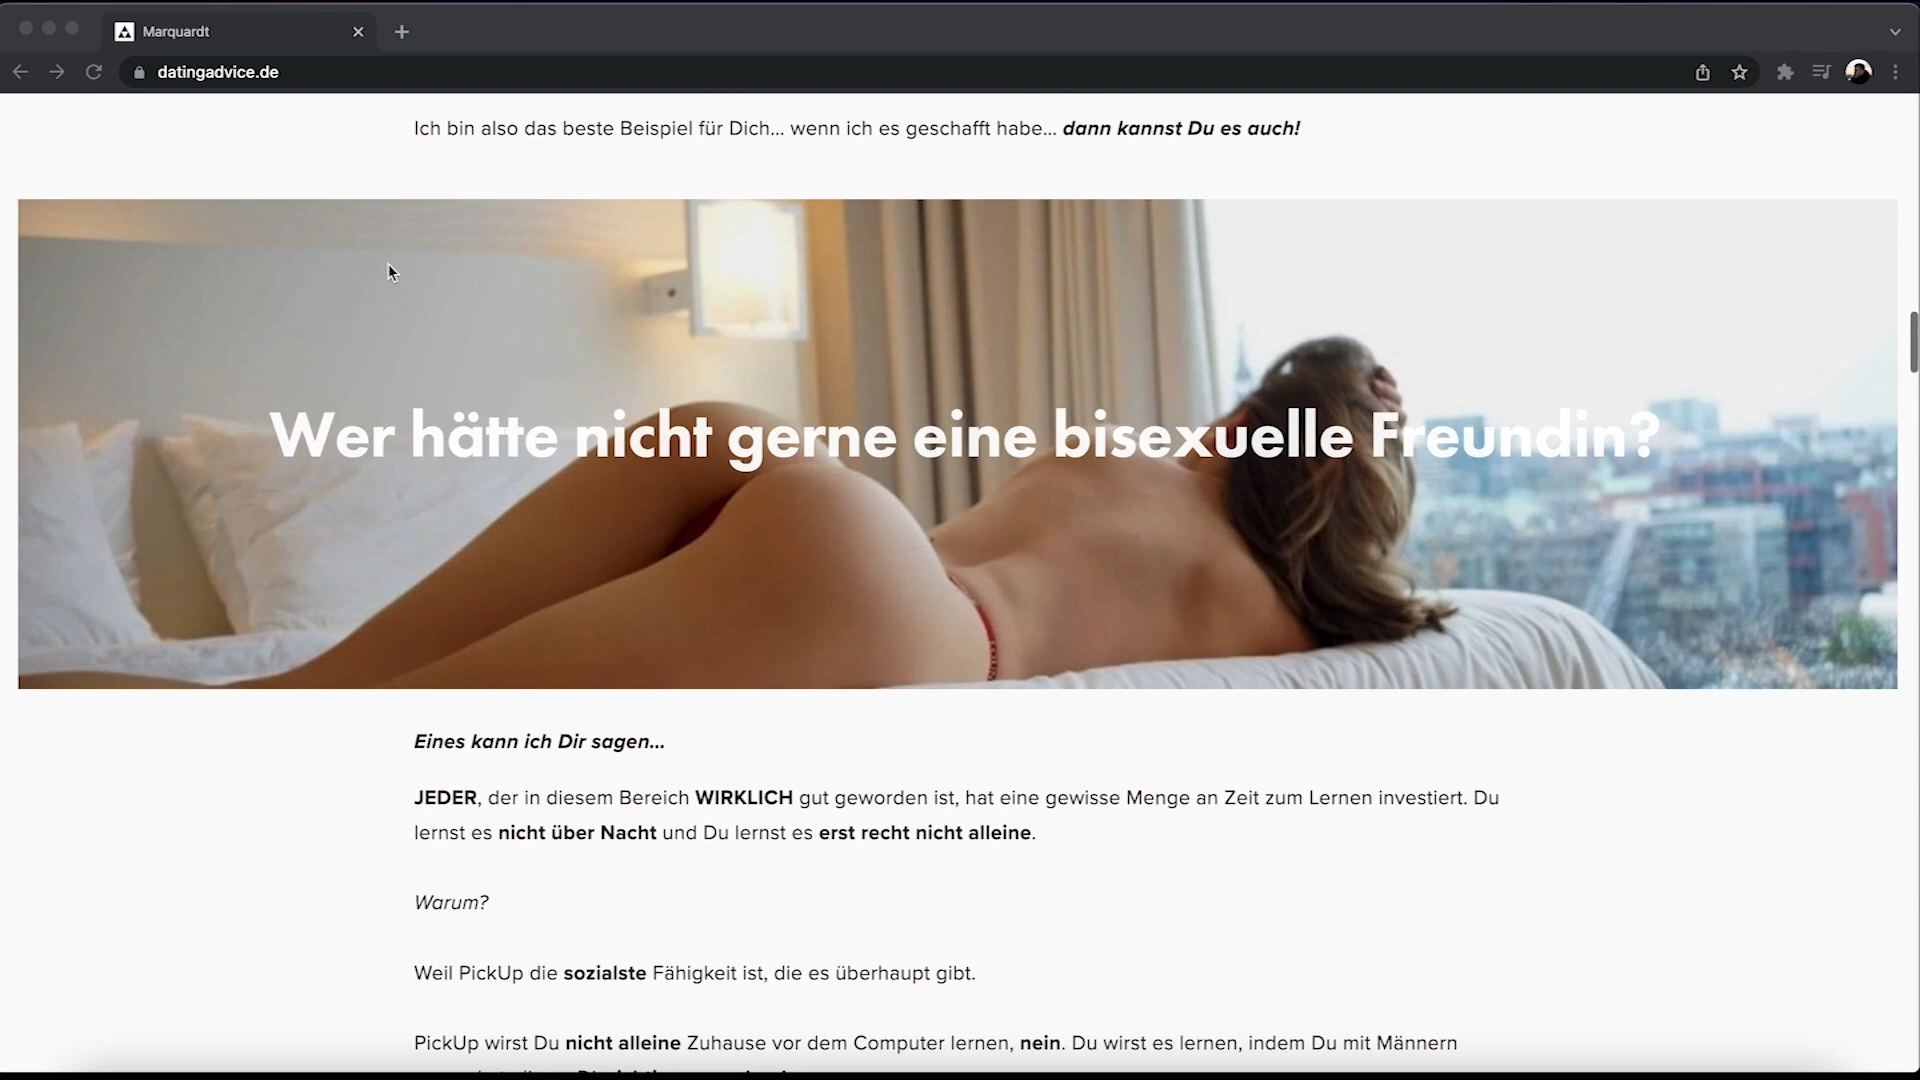 Marquardt
datingadvice.de
Ich bin also das beste Beispiel für Dich... wenn ich es geschafft habe... dann kannst Du es auch!
Wer hätte nicht gerne eine bisexuelle Freundin?
Eines kann ich Dir sagen...
JEDER, der in diesem Bereich WIRKLICH gut geworden ist, hat eine gewisse Menge an Zeit zum Lernen investiert. Du
lernst es nicht über Nacht und Du lernst es erst recht nicht alleine.
Warum?
Weil PickUp die sozialste Fähigkeit ist, die es überhaupt gibt.
PickUp wirst Du nicht alleine Zuhause vor dem Computer lernen, nein. Du wirst es lernen, indem Du mit Männern